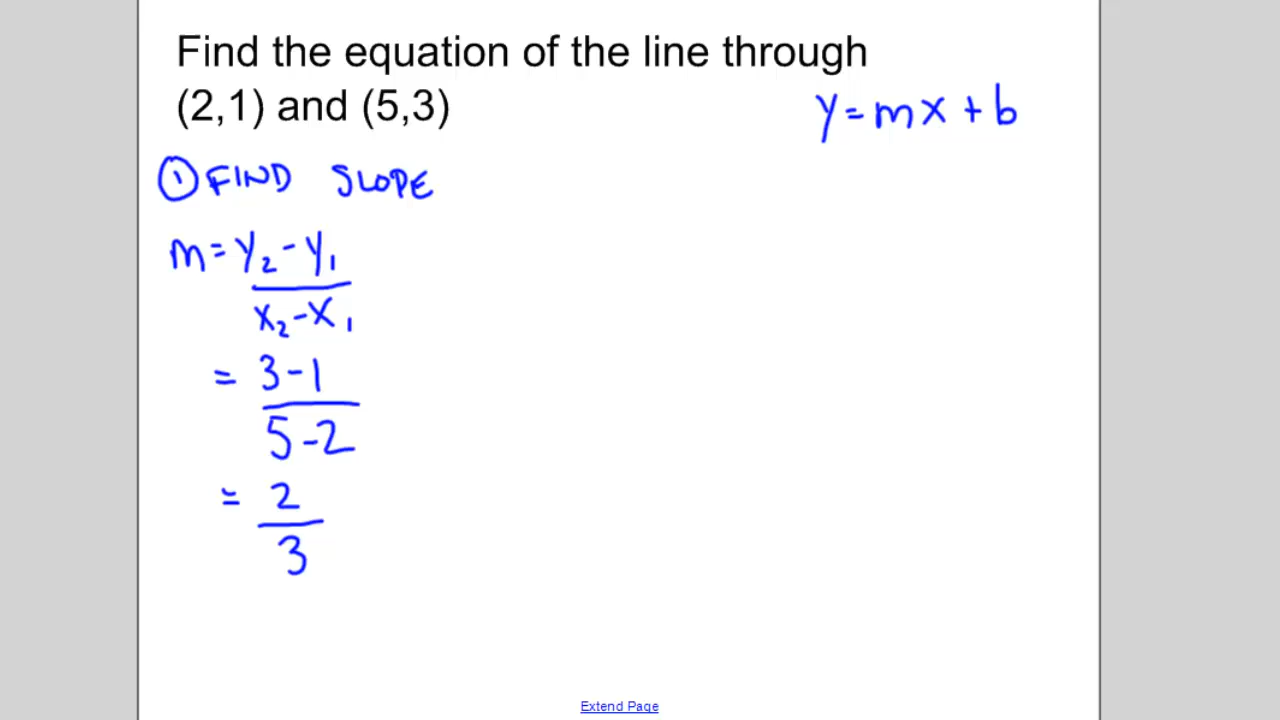 Find the equation of the line through
(2,1) and (5,3)
y = mx + b
① FIND SLOPE
m = y₂ - y₁
x₂ - x₁
= 3 - 1
5 - 2
= 2
3
Extend Page